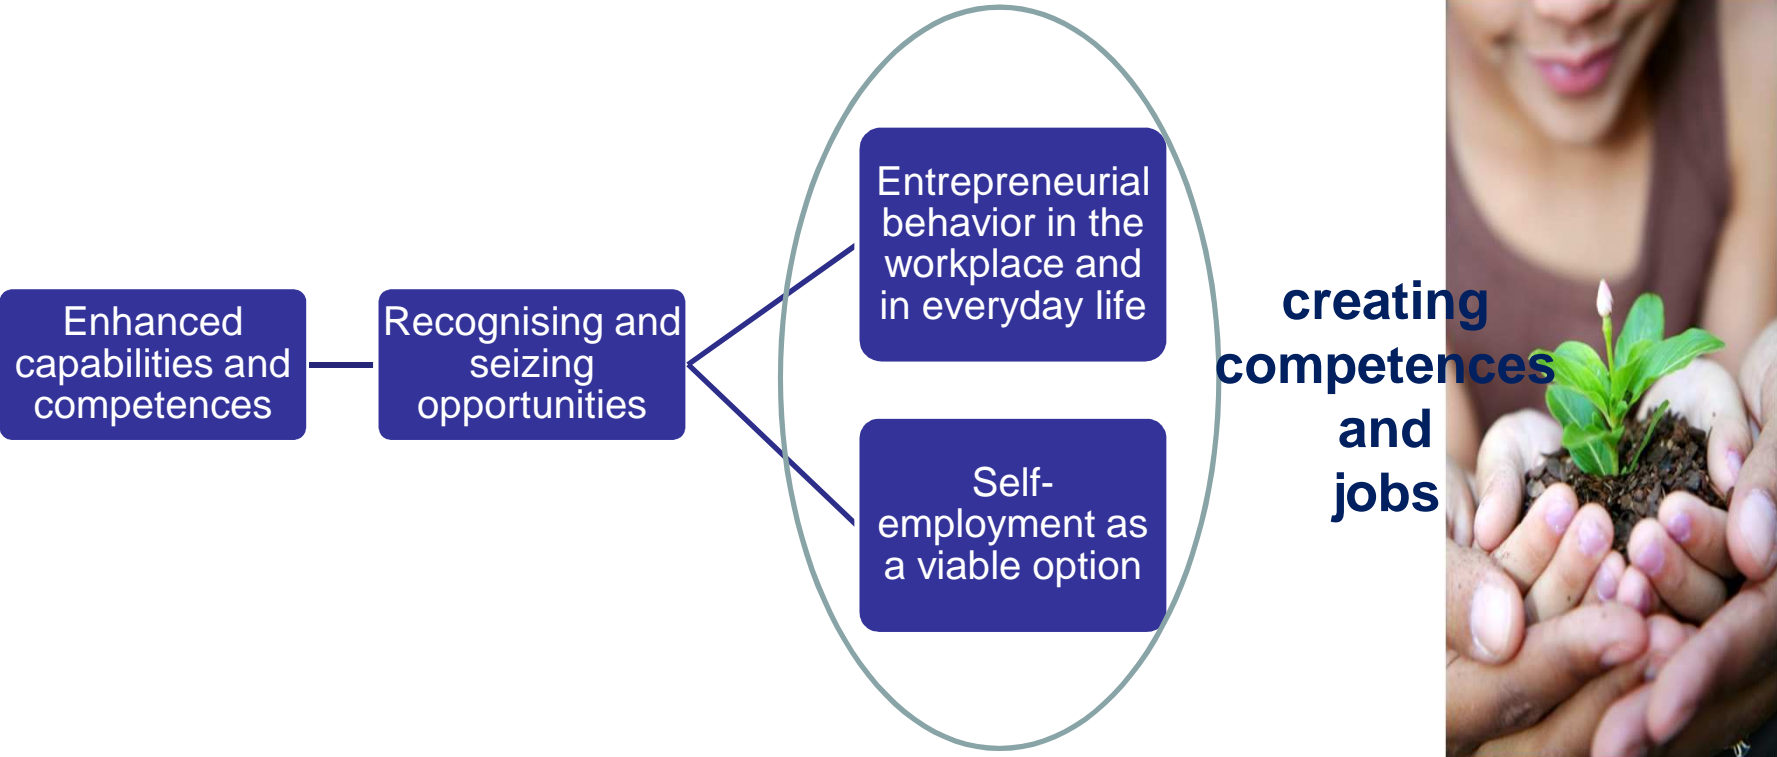 Enhanced
capabilities and
competences
Recognising and
seizing
opportunities
Entrepreneurial
behavior in the
workplace and
in everyday life
Self-
employment as
a viable option
creating
competences
and
jobs